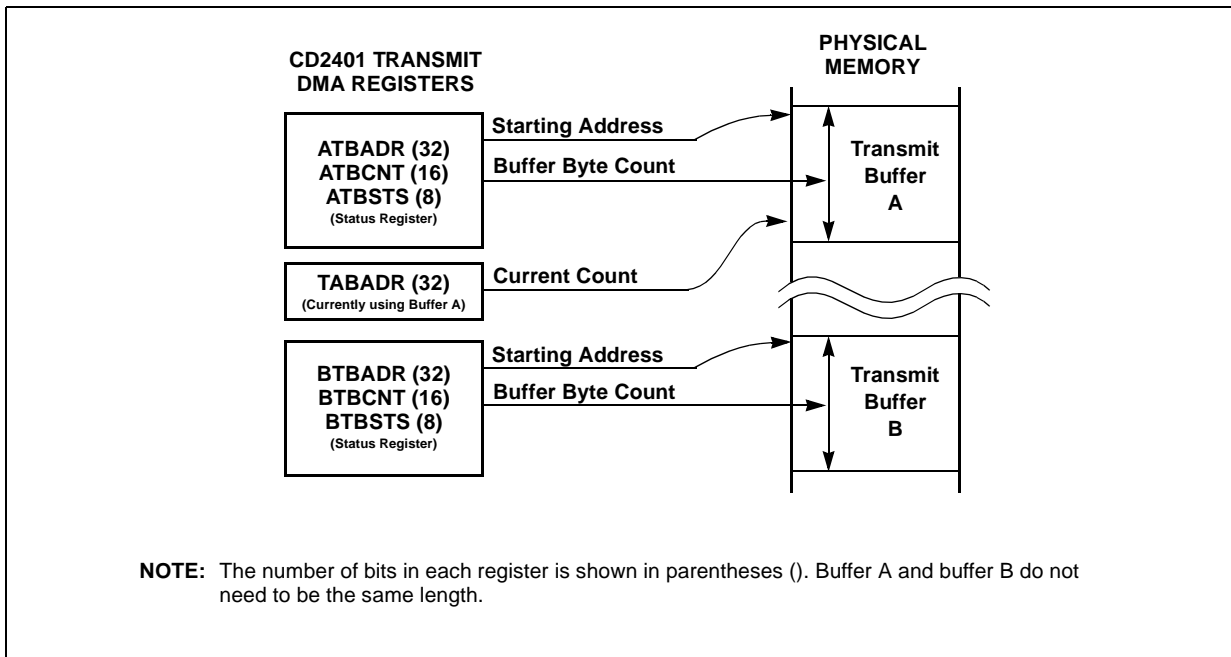 CD2401 TRANSMIT
DMA REGISTERS
PHYSICAL
MEMORY
ATBADR (32)
ATBCNT (16)
ATBSTS (8)
(Status Register)
Starting Address
Buffer Byte Count
Transmit
Buffer
A
TABADR (32)
(Currently using Buffer A)
Current Count
BTBADR (32)
BTBCNT (16)
BTBSTS (8)
(Status Register)
Starting Address
Buffer Byte Count
Transmit
Buffer
B
NOTE: The number of bits in each register is shown in parentheses (). Buffer A and buffer B do not
need to be the same length.